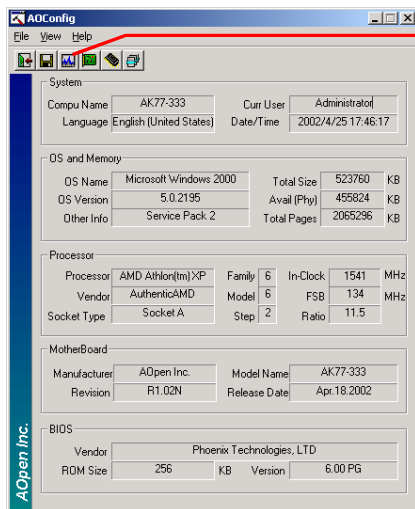 AOConfig
File View Help
System
Compu Name AK77-333 Curr User Administrator
Language English (United States) Date/Time 2002/4/25 17:46:17
OS and Memory
OS Name Microsoft Windows 2000 Total Size 523760 KB
OS Version 5.0.2195 Avail (Phy) 455824 KB
Other Info Service Pack 2 Total Pages 2065296 KB
Processor
Processor AMD Athlon(tm) XP Family 6 In-Clock 1541 MHz
Vendor AuthenticAMD Model 6 FSB 134 MHz
Socket Type Socket A Step 2 Ratio 11.5
MotherBoard
Manufacturer AOpen Inc. Model Name AK77-333
Revision R1.02N Release Date Apr.18.2002
BIOS
Vendor Phoenix Technologies, LTD
ROM Size 256 KB Version 6.00 PG
AOpen Inc.